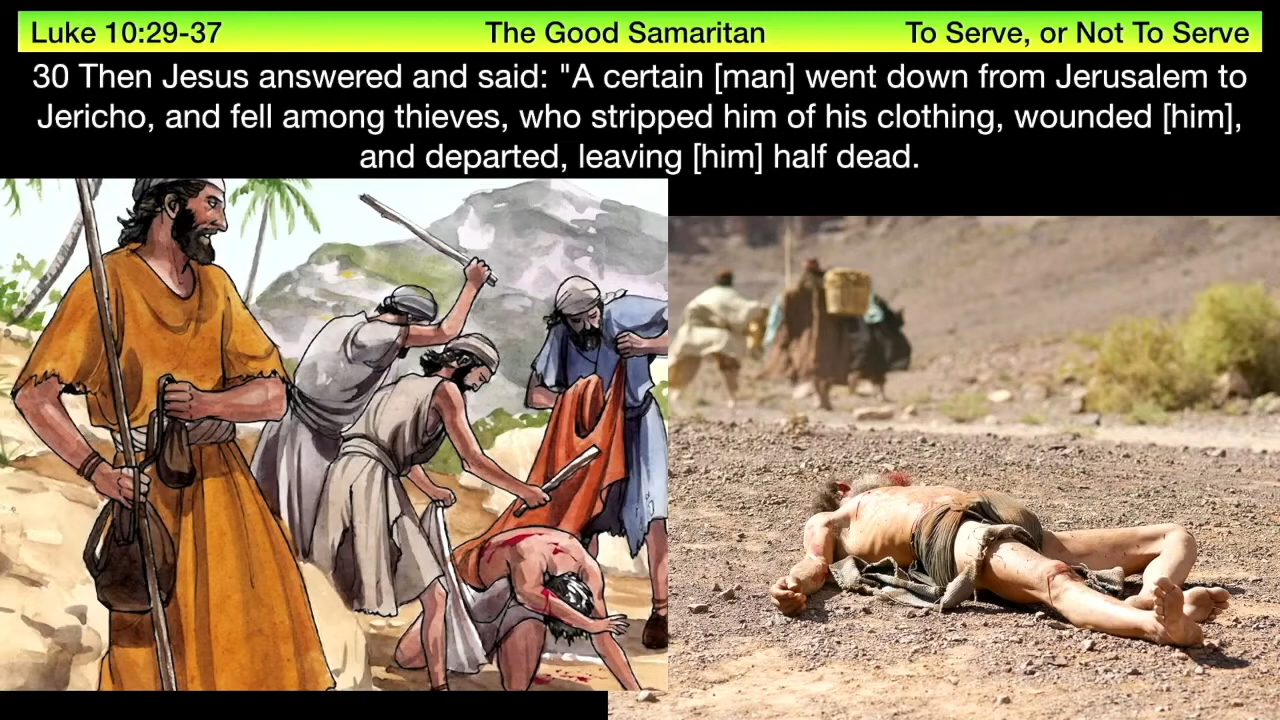 Luke 10:29-37 The Good Samaritan To Serve, or Not To Serve
30 Then Jesus answered and said: "A certain [man] went down from Jerusalem to
Jericho, and fell among thieves, who stripped him of his clothing, wounded [him],
and departed, leaving [him] half dead.